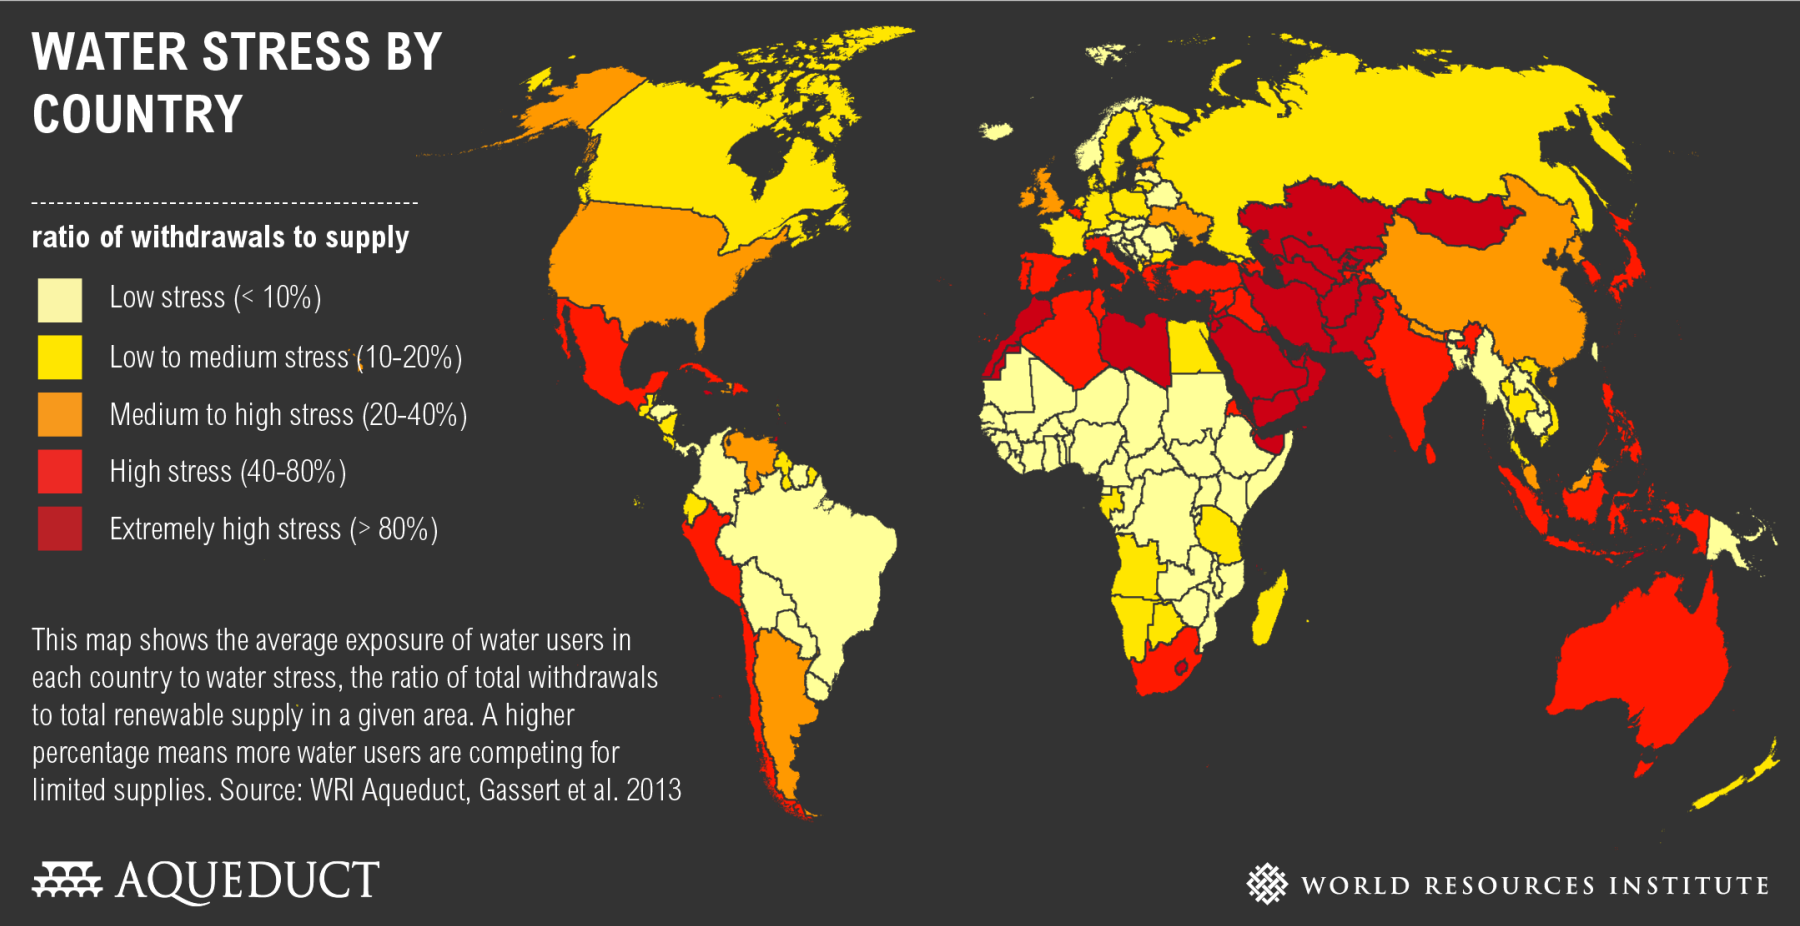 WATER STRESS BY
COUNTRY
ratio of withdrawals to supply
Low stress (< 10%)
Low to medium stress (10-20%)
Medium to high stress (20-40%)
High stress (40-80%)
Extremely high stress (> 80%)
This map shows the average exposure of water users in
each country to water stress, the ratio of total withdrawals
to total renewable supply in a given area. A higher
percentage means more water users are competing for
limited supplies. Source: WRI Aqueduct, Gassert et al. 2013
AQUEDUCT
WORLD RESOURCES INSTITUTE